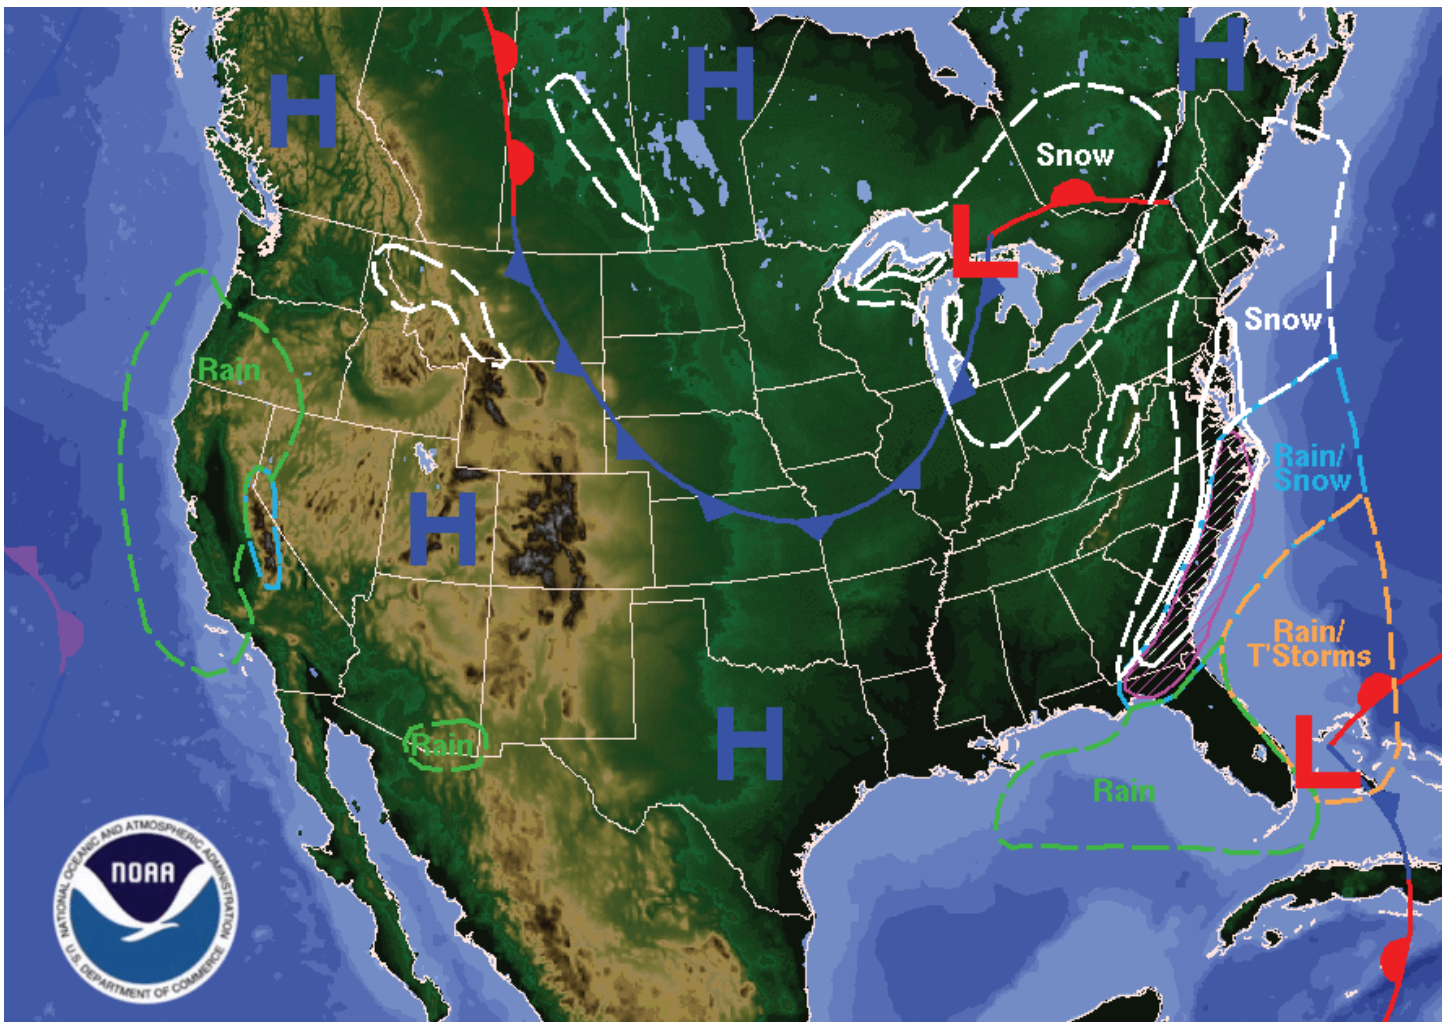 H
H
H
Snow
L
Snow
Rain
Rain/
Snow
H
Rain/
T'Storms
Rain
H
L
Rain
NATIONAL OCEANIC AND ATMOSPHERIC ADMINISTRATION
NOAA
U.S. DEPARTMENT OF COMMERCE